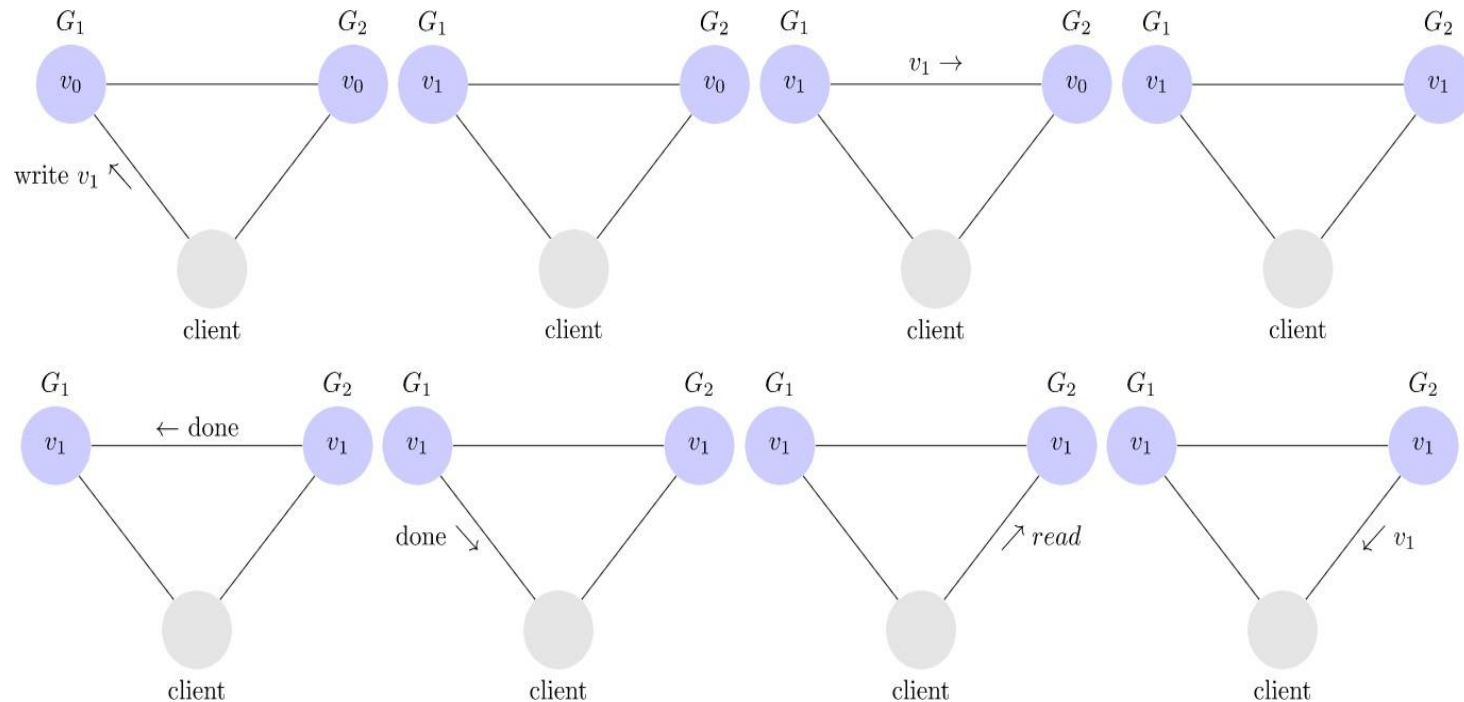 G₁ G₂ G₁ G₂ G₁ G₂ G₁ G₂
v₁ →
v₀ v₀ v₁ v₀ v₁ v₀ v₁ v₁
write v₁ ↖
client client client client
G₁ G₂ G₁ G₂ G₁ G₂ G₁ G₂
← done
v₁ v₁ v₁ v₁ v₁ v₁ v₁ v₁
done ↘ ↗ read ↙ v₁
client client client client